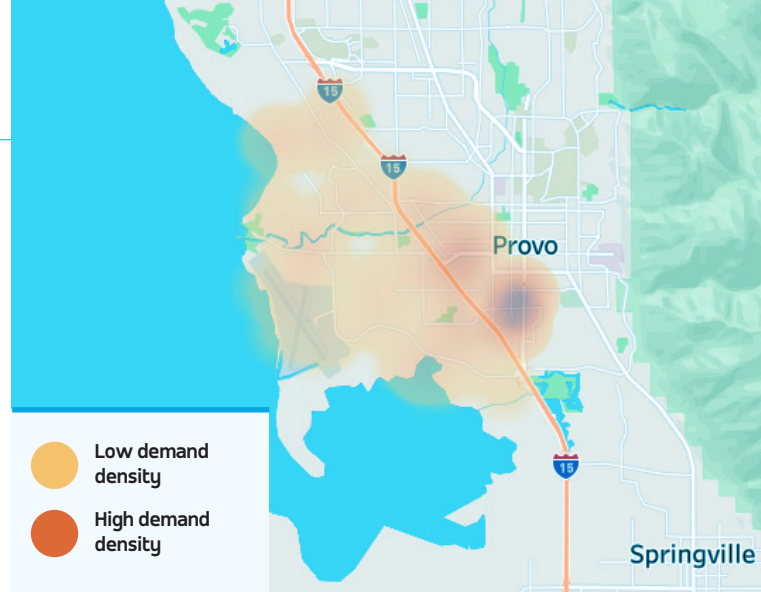 15
15
Provo
15
Springville
Low demand
density
High demand
density